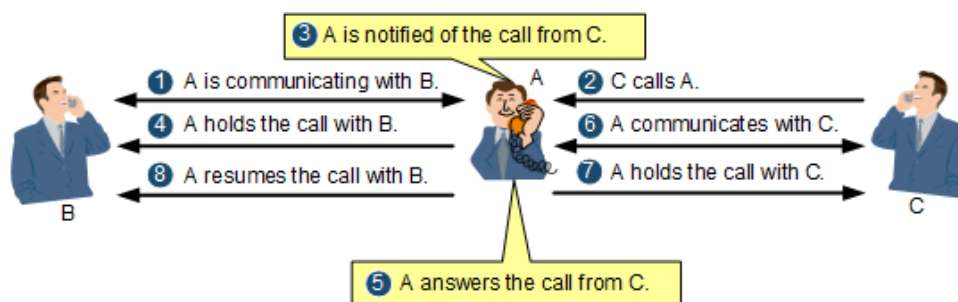 3 A is notified of the call from C.
A
1 A is communicating with B.
2 C calls A.
4 A holds the call with B.
6 A communicates with C.
8 A resumes the call with B.
7 A holds the call with C.
B
C
5 A answers the call from C.